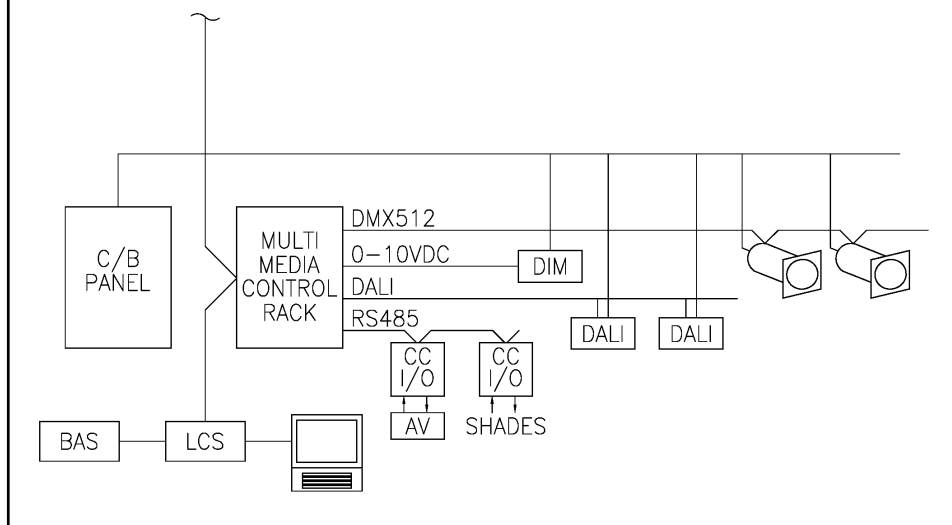 C/B
PANEL
MULTI
MEDIA
CONTROL
RACK
DMX512
0-10VDC
DALI
RS485
DIM
DALI
DALI
CC
I/O
CC
I/O
AV
SHADES
BAS
LCS